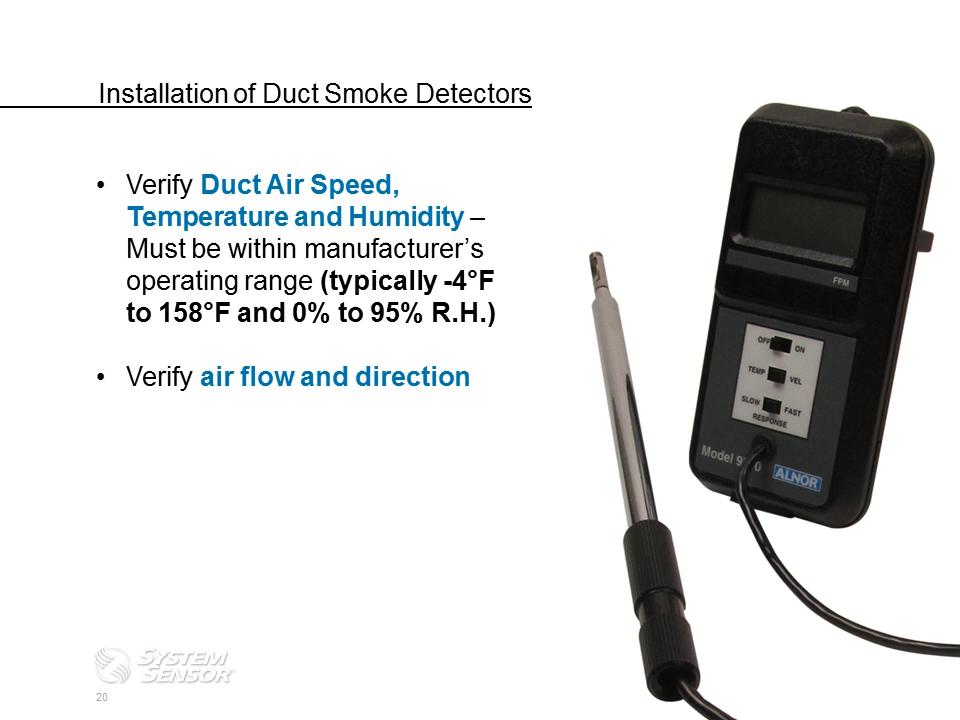 Installation of Duct Smoke Detectors
• Verify Duct Air Speed,
Temperature and Humidity –
Must be within manufacturer’s
operating range (typically -4°F
to 158°F and 0% to 95% R.H.)
• Verify air flow and direction
FPM
OFF ON
TEMP VEL
SLOW FAST
RESPONSE
Model
ALNOR
SYSTEM
SENSOR
20